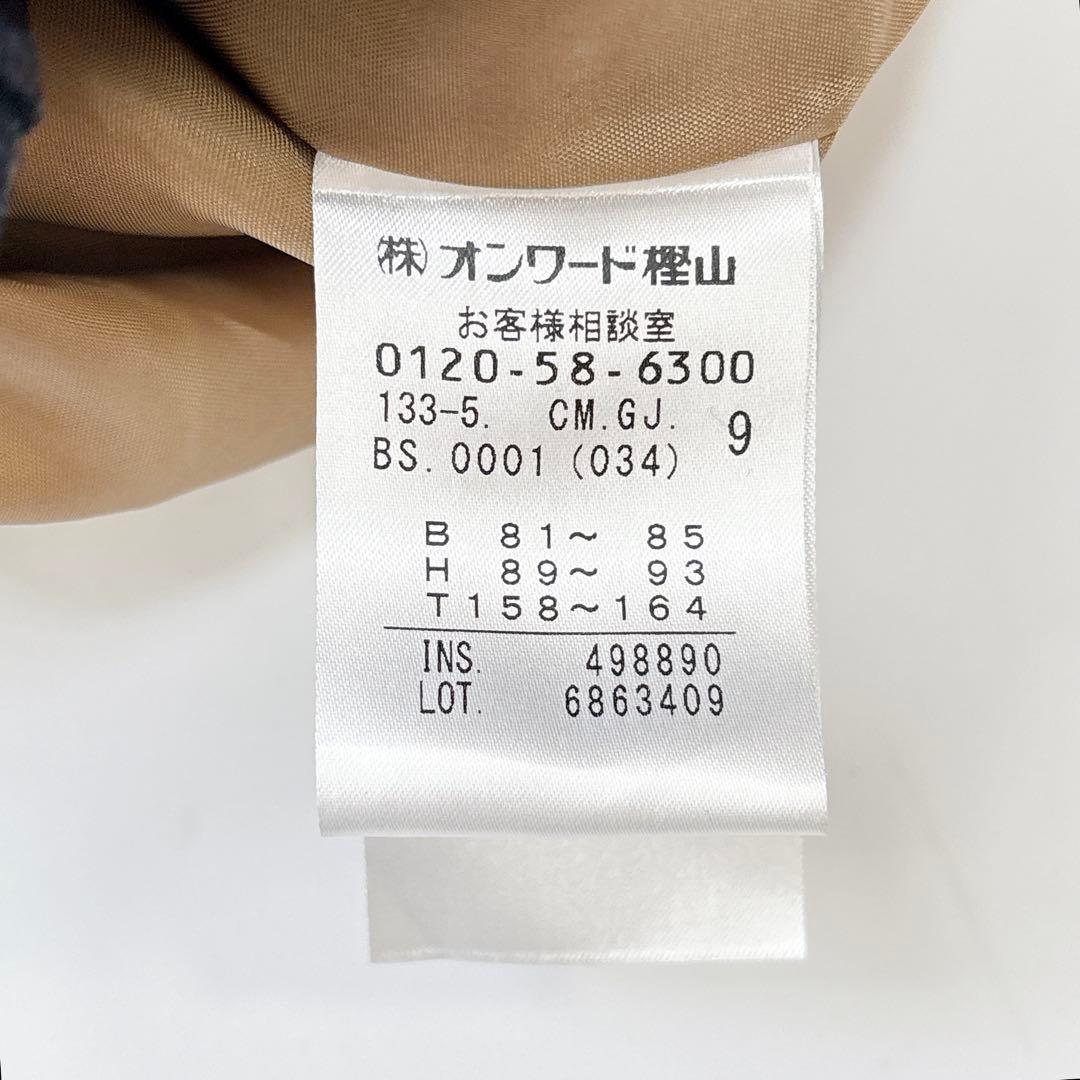 (株)オンワード樫山
お客様相談室
0120-58-6300
133-5. CM.GJ. 9
BS.0001(034)
B 81～ 85
H 89～ 93
T158～164
INS. 498890
LOT. 6863409